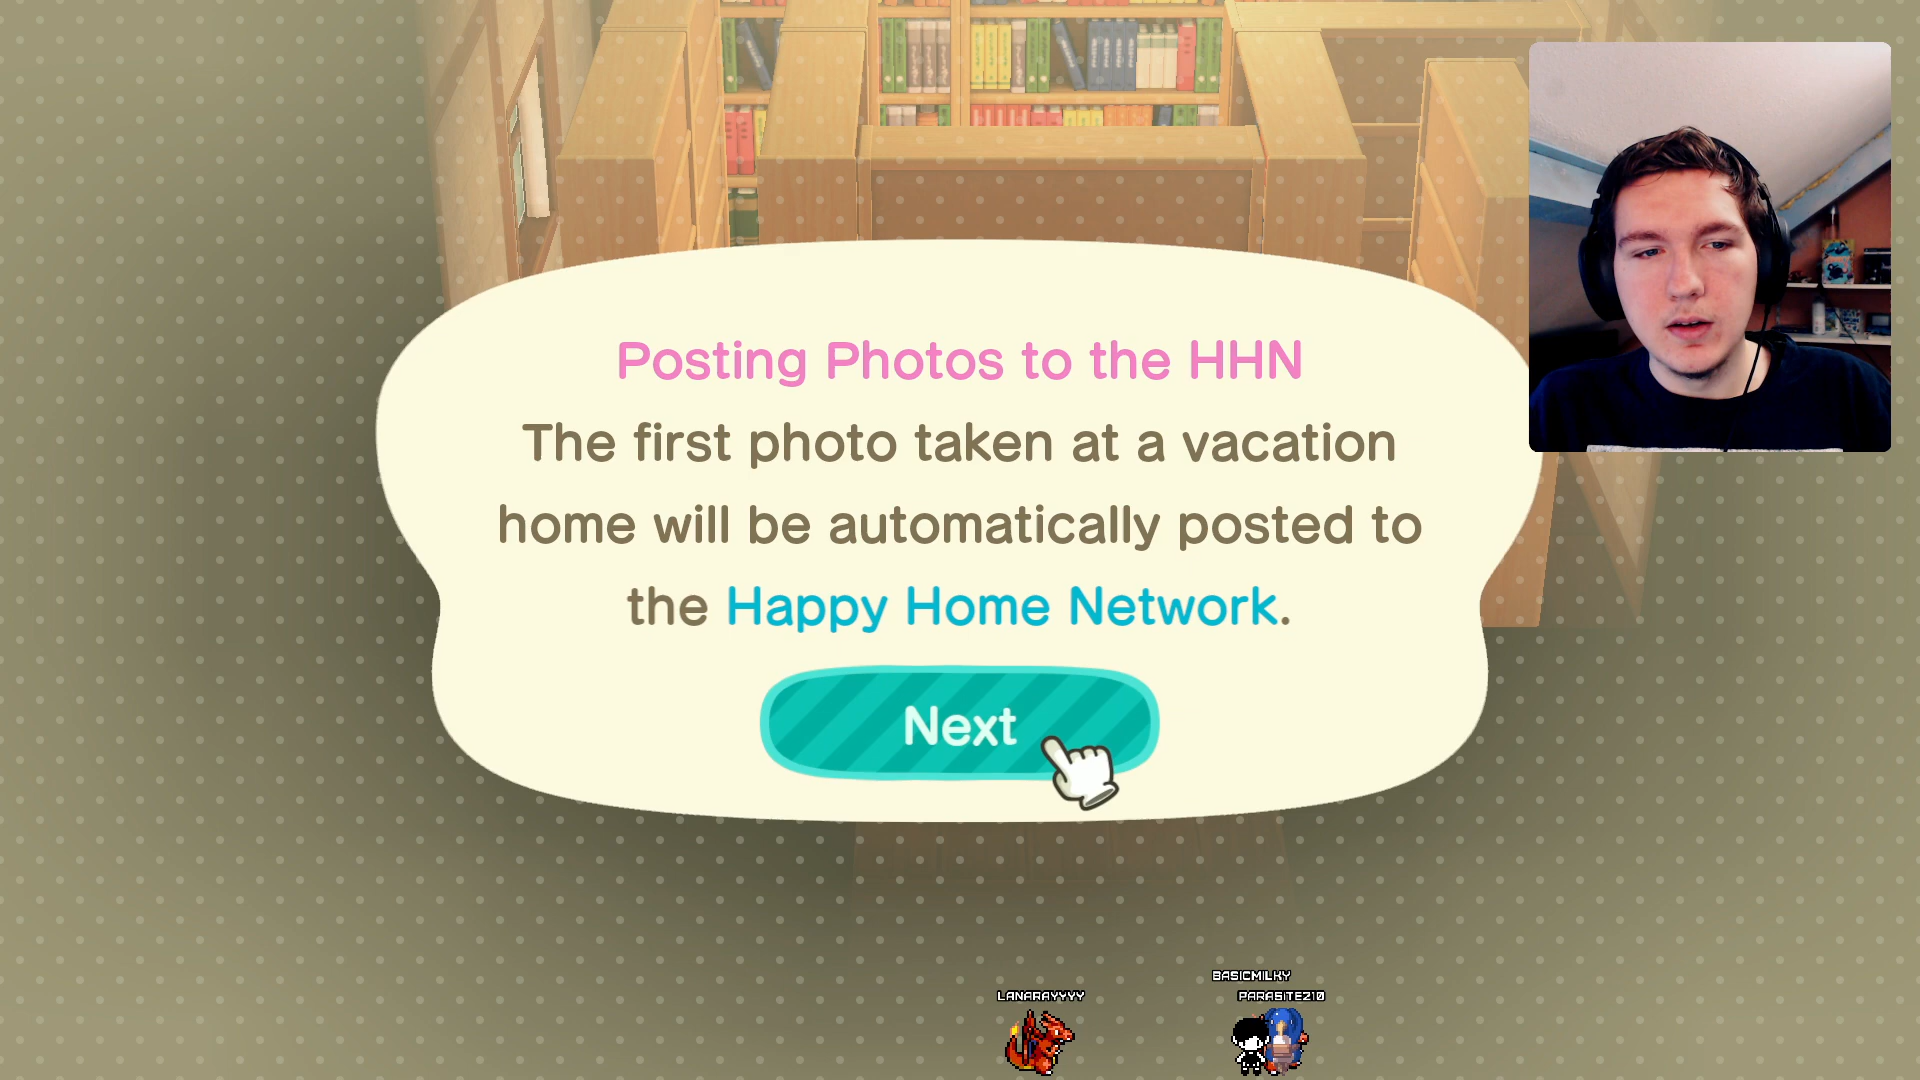 Posting Photos to the HHN
The first photo taken at a vacation
home will be automatically posted to
the Happy Home Network.
Next
BASICMILKY
LANARAYYYY
PARASITEZ10